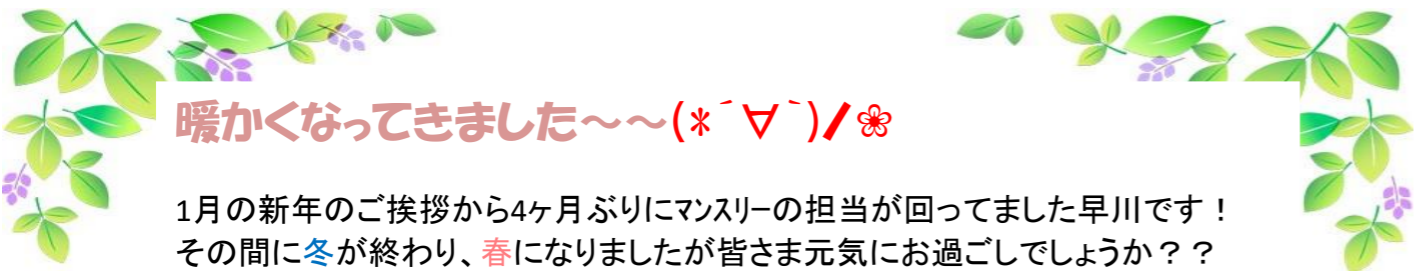 暖かくなってきました～～(*´∀`)/❀
1月の新年のご挨拶から4ヶ月ぶりにﾏﾝｽﾘｰの担当が回ってました早川です！
その間に冬が終わり、春になりましたが皆さま元気にお過ごしでしょうか？？